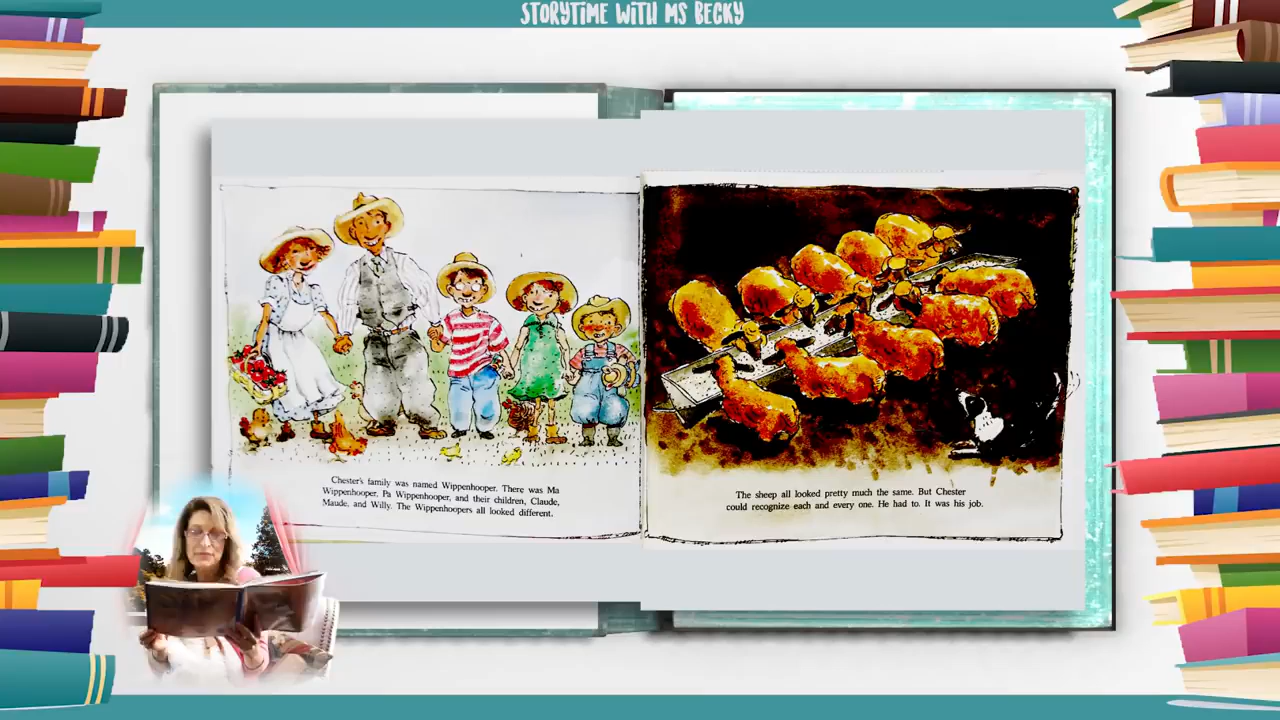 STORYTIME WITH MS BECKY
Chester's family was named Wippenhooper. There was Ma
Wippenhooper, Pa Wippenhooper, and their children, Claude,
Maude, and Willy. The Wippenhoopers all looked different.
The sheep all looked pretty much the same. But Chester
could recognize each and every one. He had to. It was his job.